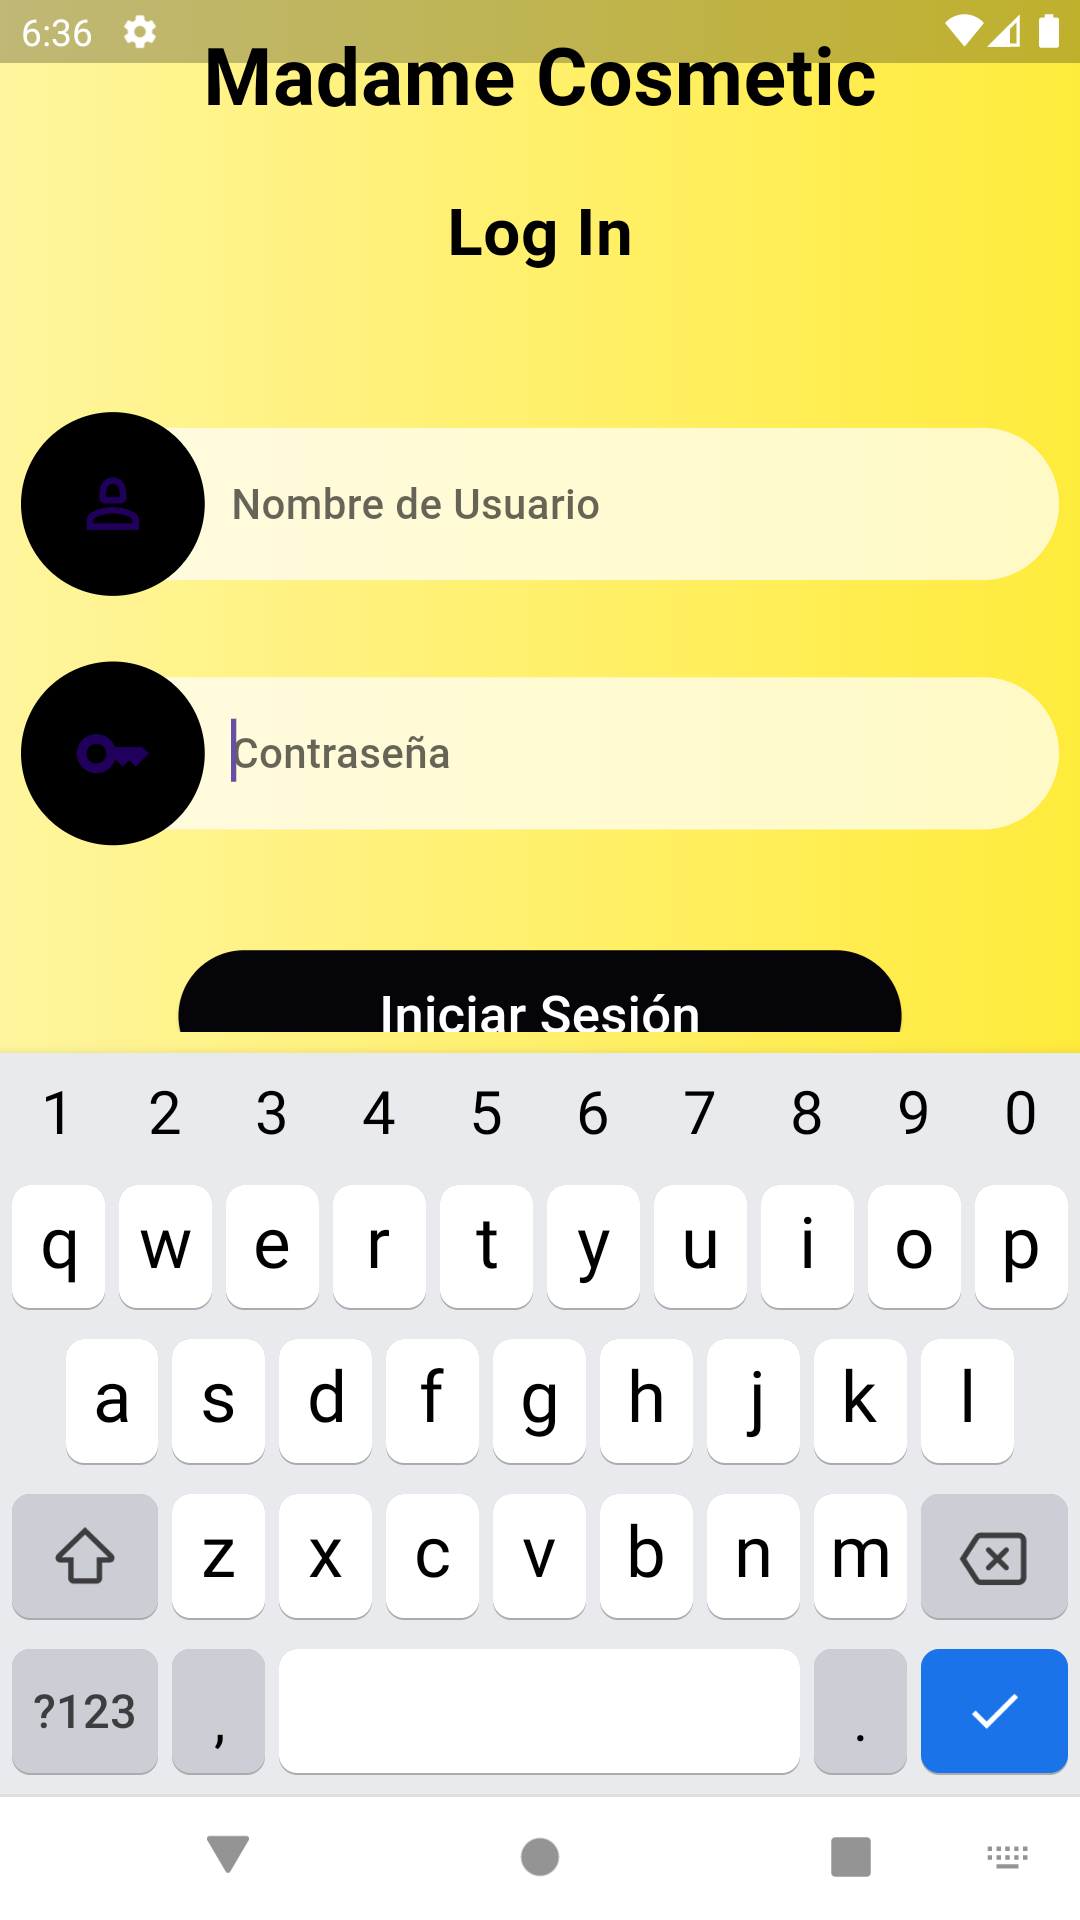 6:36
Madame Cosmetic
Log In
Nombre de Usuario
Contraseña
Iniciar Sesión
1 2 3 4 5 6 7 8 9 0
q w e r t y u i o p
a s d f g h j k l
z x c v b n m
?123 , .